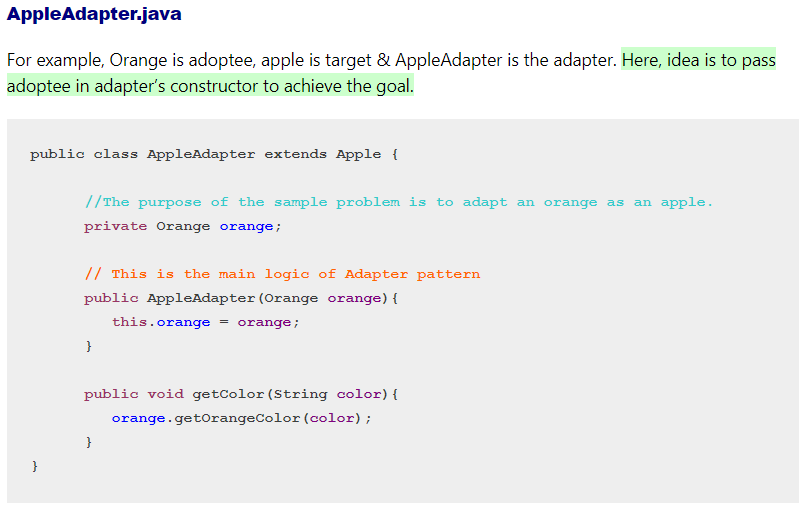 AppleAdapter.java
For example, Orange is adoptee, apple is target & AppleAdapter is the adapter. Here, idea is to pass
adoptee in adapter’s constructor to achieve the goal.
public class AppleAdapter extends Apple {
//The purpose of the sample problem is to adapt an orange as an apple.
private Orange orange;
// This is the main logic of Adapter pattern
public AppleAdapter(Orange orange){
this.orange = orange;
}
public void getColor(String color){
orange.getOrangeColor(color);
}
}